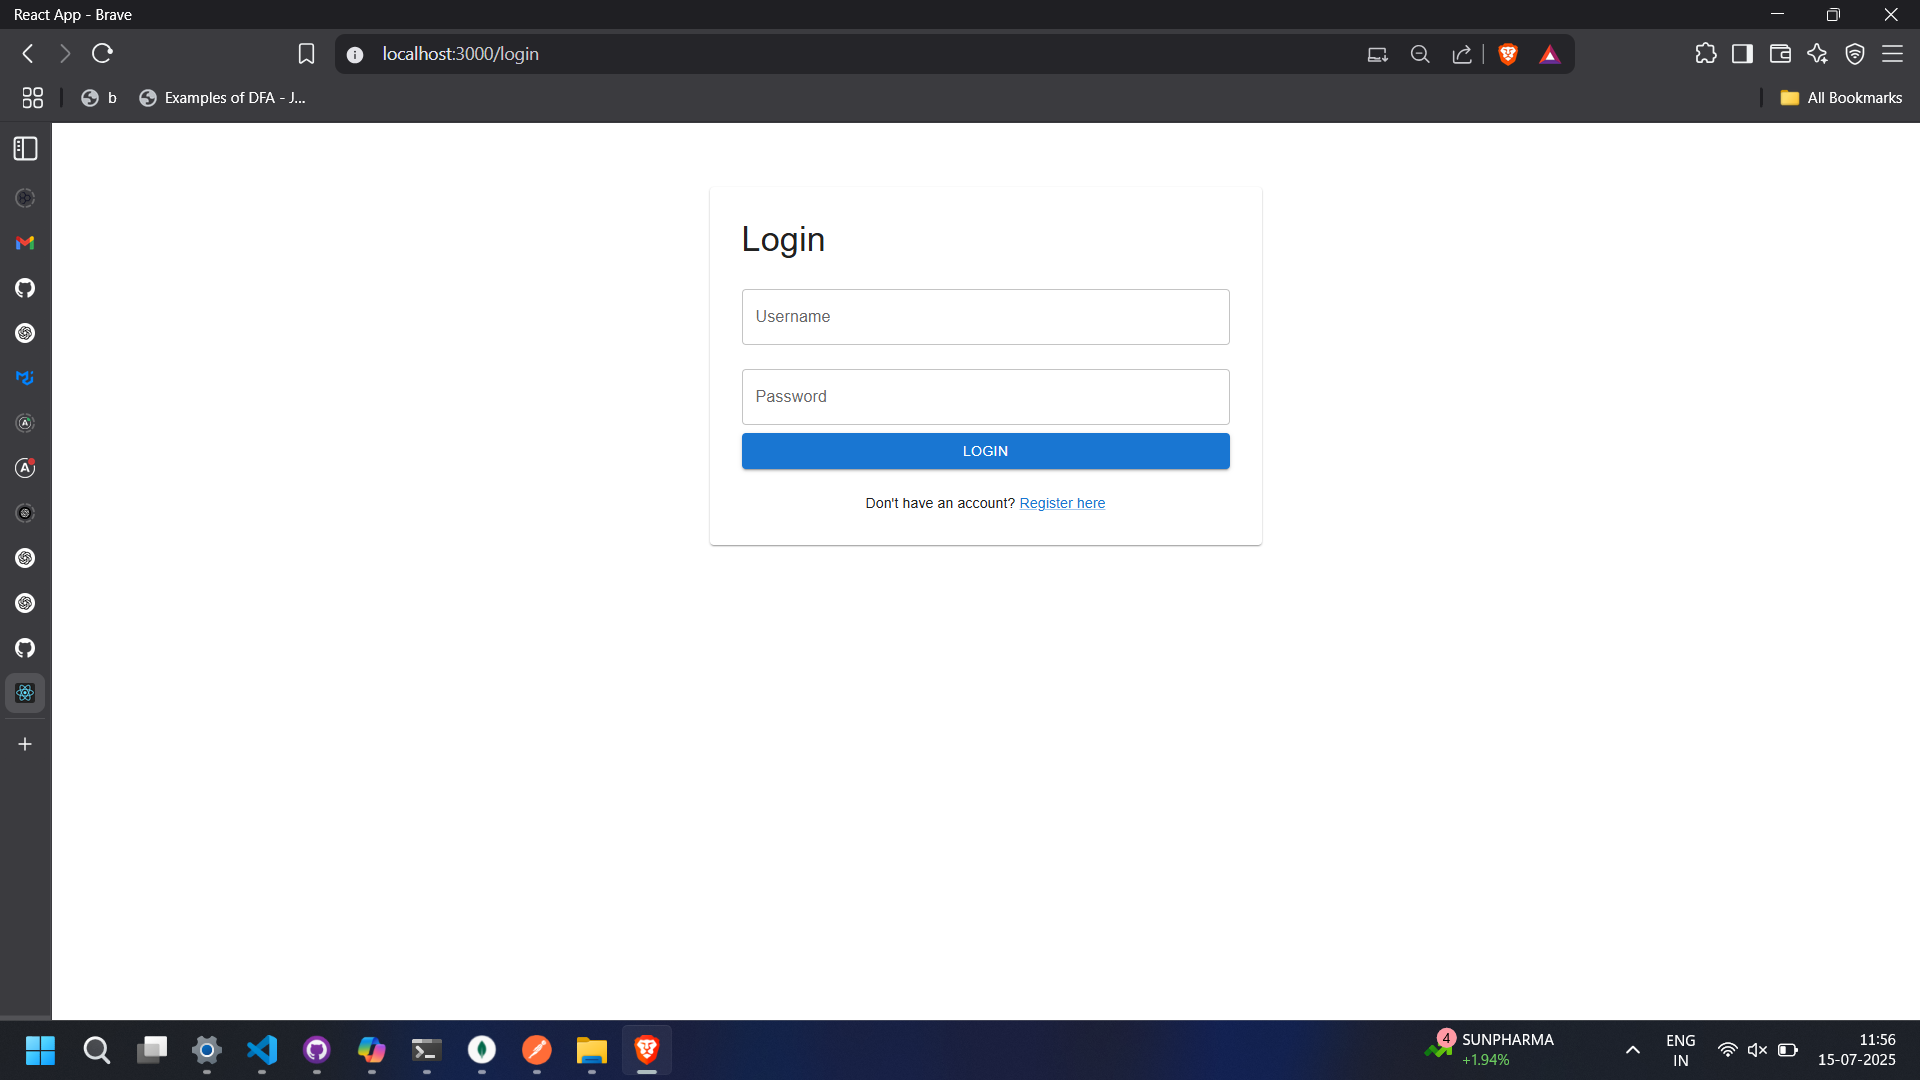 React App - Brave
localhost:3000/login
b
Examples of DFA - J...
All Bookmarks
Login
Username
Password
LOGIN
Don't have an account? Register here
4
SUNPHARMA
+1.94%
ENG
IN
11:56
15-07-2025